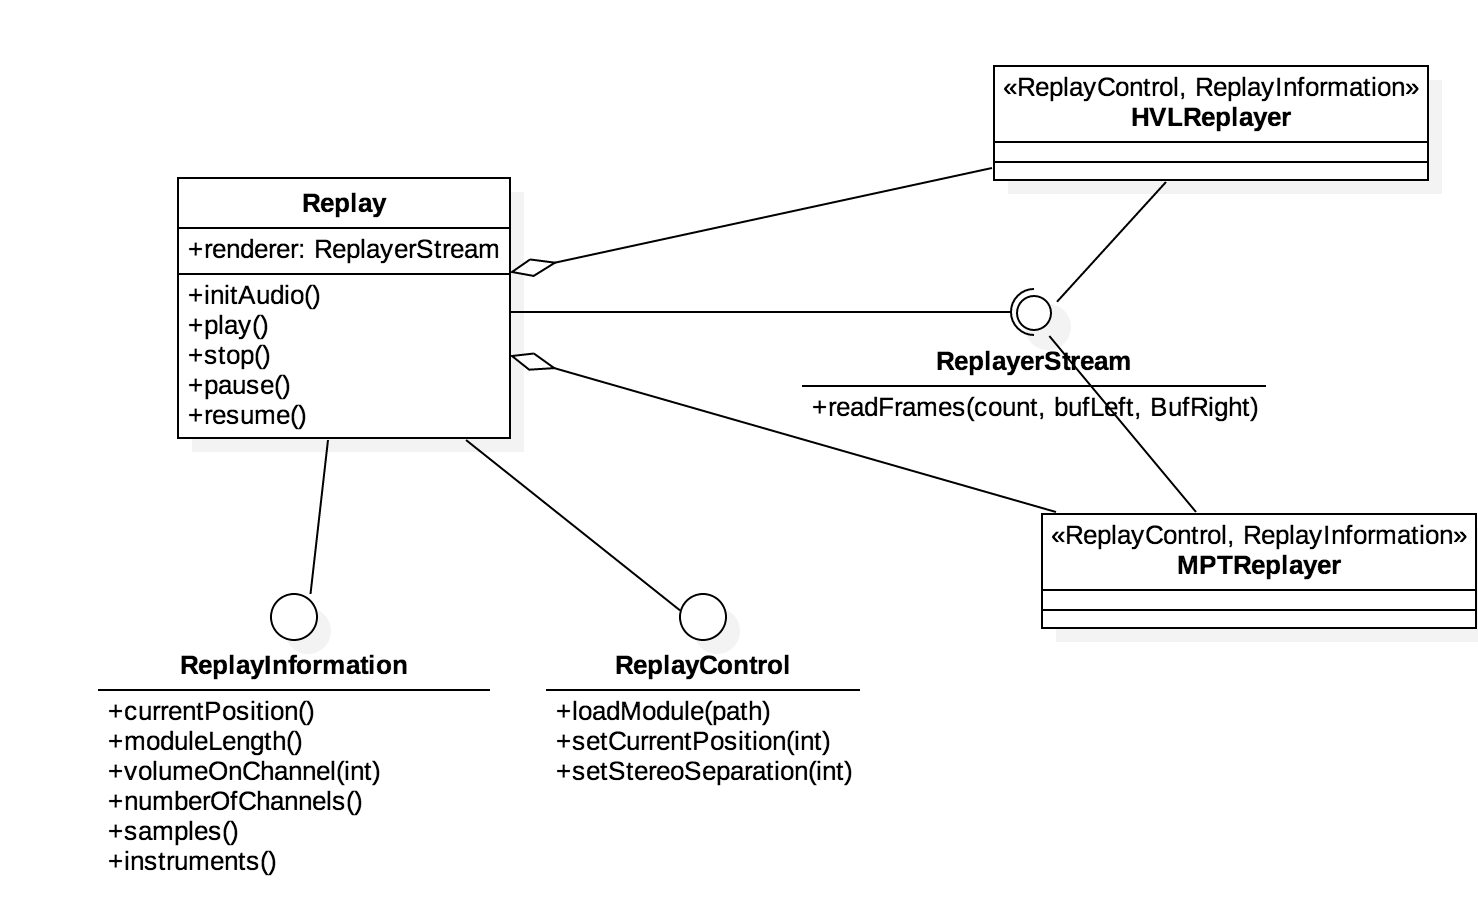 «ReplayControl, ReplayInformation»
HVLReplayer
Replay
+renderer: ReplayerStream
+initAudio()
+play()
+stop()
+pause()
+resume()
ReplayerStream
+readFrames(count, bufLeft, BufRight)
«ReplayControl, ReplayInformation»
MPTReplayer
ReplayInformation
+currentPosition()
+moduleLength()
+volumeOnChannel(int)
+numberOfChannels()
+samples()
+instruments()
ReplayControl
+loadModule(path)
+setCurrentPosition(int)
+setStereoSeparation(int)